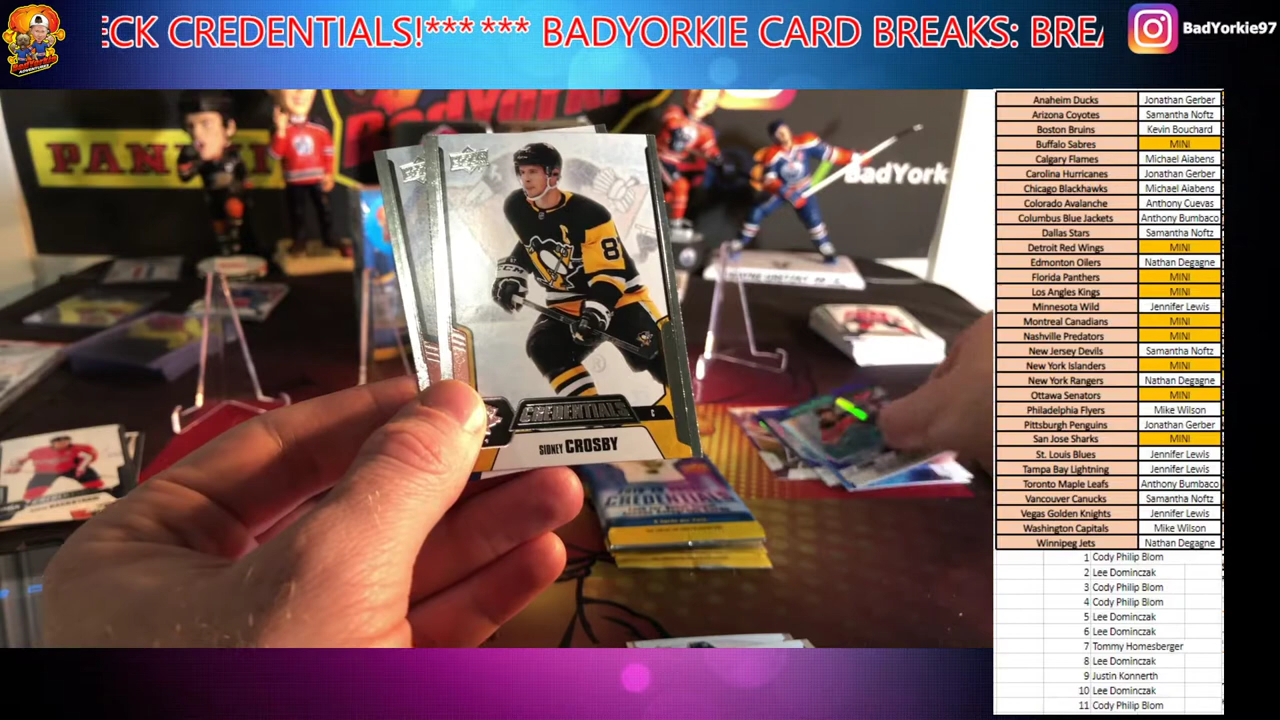 ECK CREDENTIALS!*** *** BADYORKIE CARD BREAKS: BREA
BadYorkie97
BADYORKIE
ADVENTURES
PANINI
BadYork
CREDENTIALS C
SIDNEY CROSBY
8
CREDENTIALS
Anaheim Ducks Jonathan Gerber
Arizona Coyotes Samantha Noftz
Boston Bruins Kevin Bouchard
Buffalo Sabres MINI
Calgary Flames Michael Aiabens
Carolina Hurricanes Jonathan Gerber
Chicago Blackhawks Michael Aiabens
Colorado Avalanche Anthony Cuevas
Columbus Blue Jackets Anthony Bumbaco
Dallas Stars Samantha Noftz
Detroit Red Wings MINI
Edmonton Oilers Nathan Degagne
Florida Panthers MINI
Los Angles Kings MINI
Minnesota Wild Jennifer Lewis
Montreal Canadians MINI
Nashville Predators MINI
New Jersey Devils Samantha Noftz
New York Islanders MINI
New York Rangers Nathan Degagne
Ottawa Senators MINI
Philadelphia Flyers Mike Wilson
Pittsburgh Penguins Jonathan Gerber
San Jose Sharks MINI
St. Louis Blues Jennifer Lewis
Tampa Bay Lightning Jennifer Lewis
Toronto Maple Leafs Anthony Bumbaco
Vancouver Canucks Samantha Noftz
Vegas Golden Knights Jennifer Lewis
Washington Capitals Mike Wilson
Winnipeg Jets Nathan Degagne
1 Cody Philip Blom
2 Lee Dominczak
3 Cody Philip Blom
4 Cody Philip Blom
5 Lee Dominczak
6 Lee Dominczak
7 Tommy Homesberger
8 Lee Dominczak
9 Justin Konnerth
10 Lee Dominczak
11 Cody Philip Blom